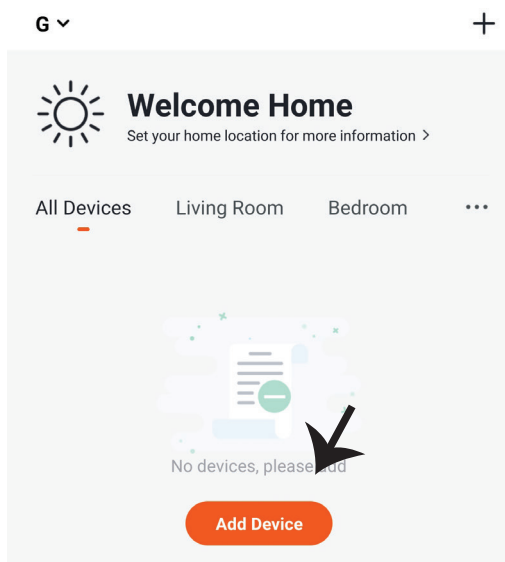 G
Welcome Home
Set your home location for more information >
All Devices Living Room Bedroom ...
No devices, please add
Add Device